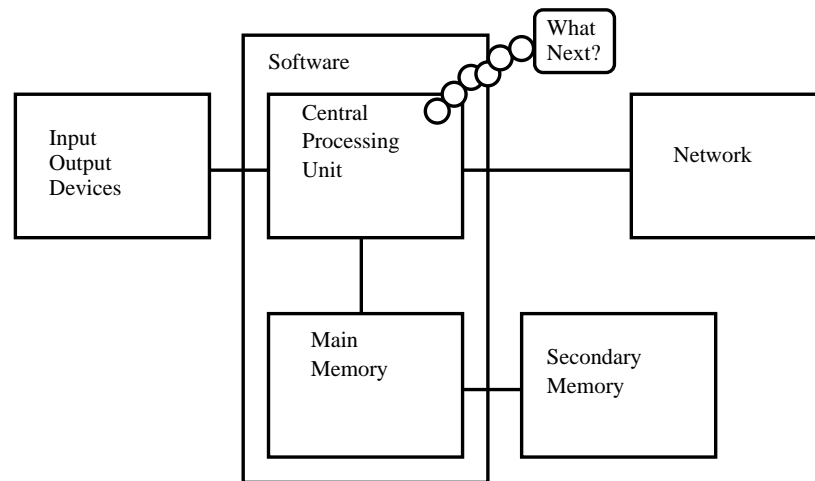 What
Next?
Software
Input
Output
Devices
Central
Processing
Unit
Network
Main
Memory
Secondary
Memory